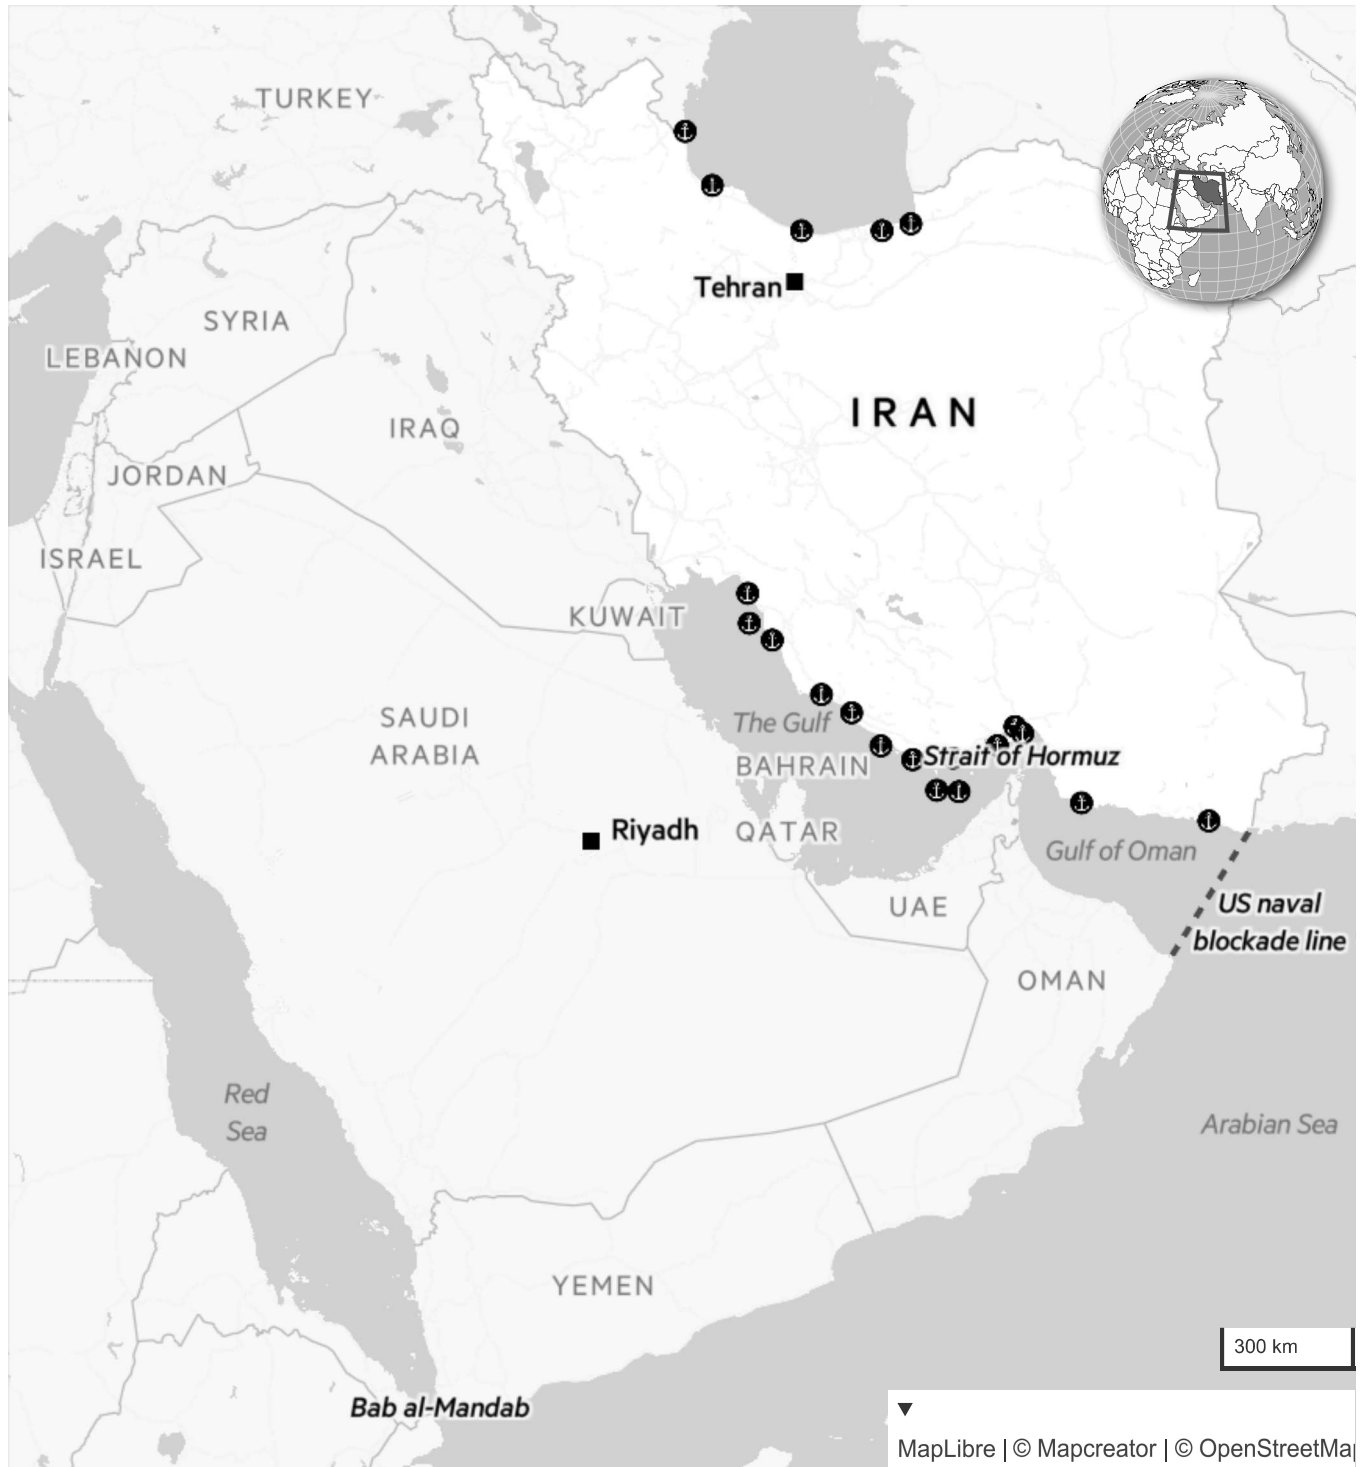 TURKEY
Tehran
SYRIA
LEBANON
IRAN
IRAQ
JORDAN
ISRAEL
KUWAIT
SAUDI
ARABIA
The Gulf
Strait of Hormuz
BAHRAIN
Riyadh
QATAR
Gulf of Oman
UAE
US naval
blockade line
OMAN
Red
Sea
Arabian Sea
YEMEN
300 km
Bab al-Mandab
MapLibre | © Mapcreator | © OpenStreetMap